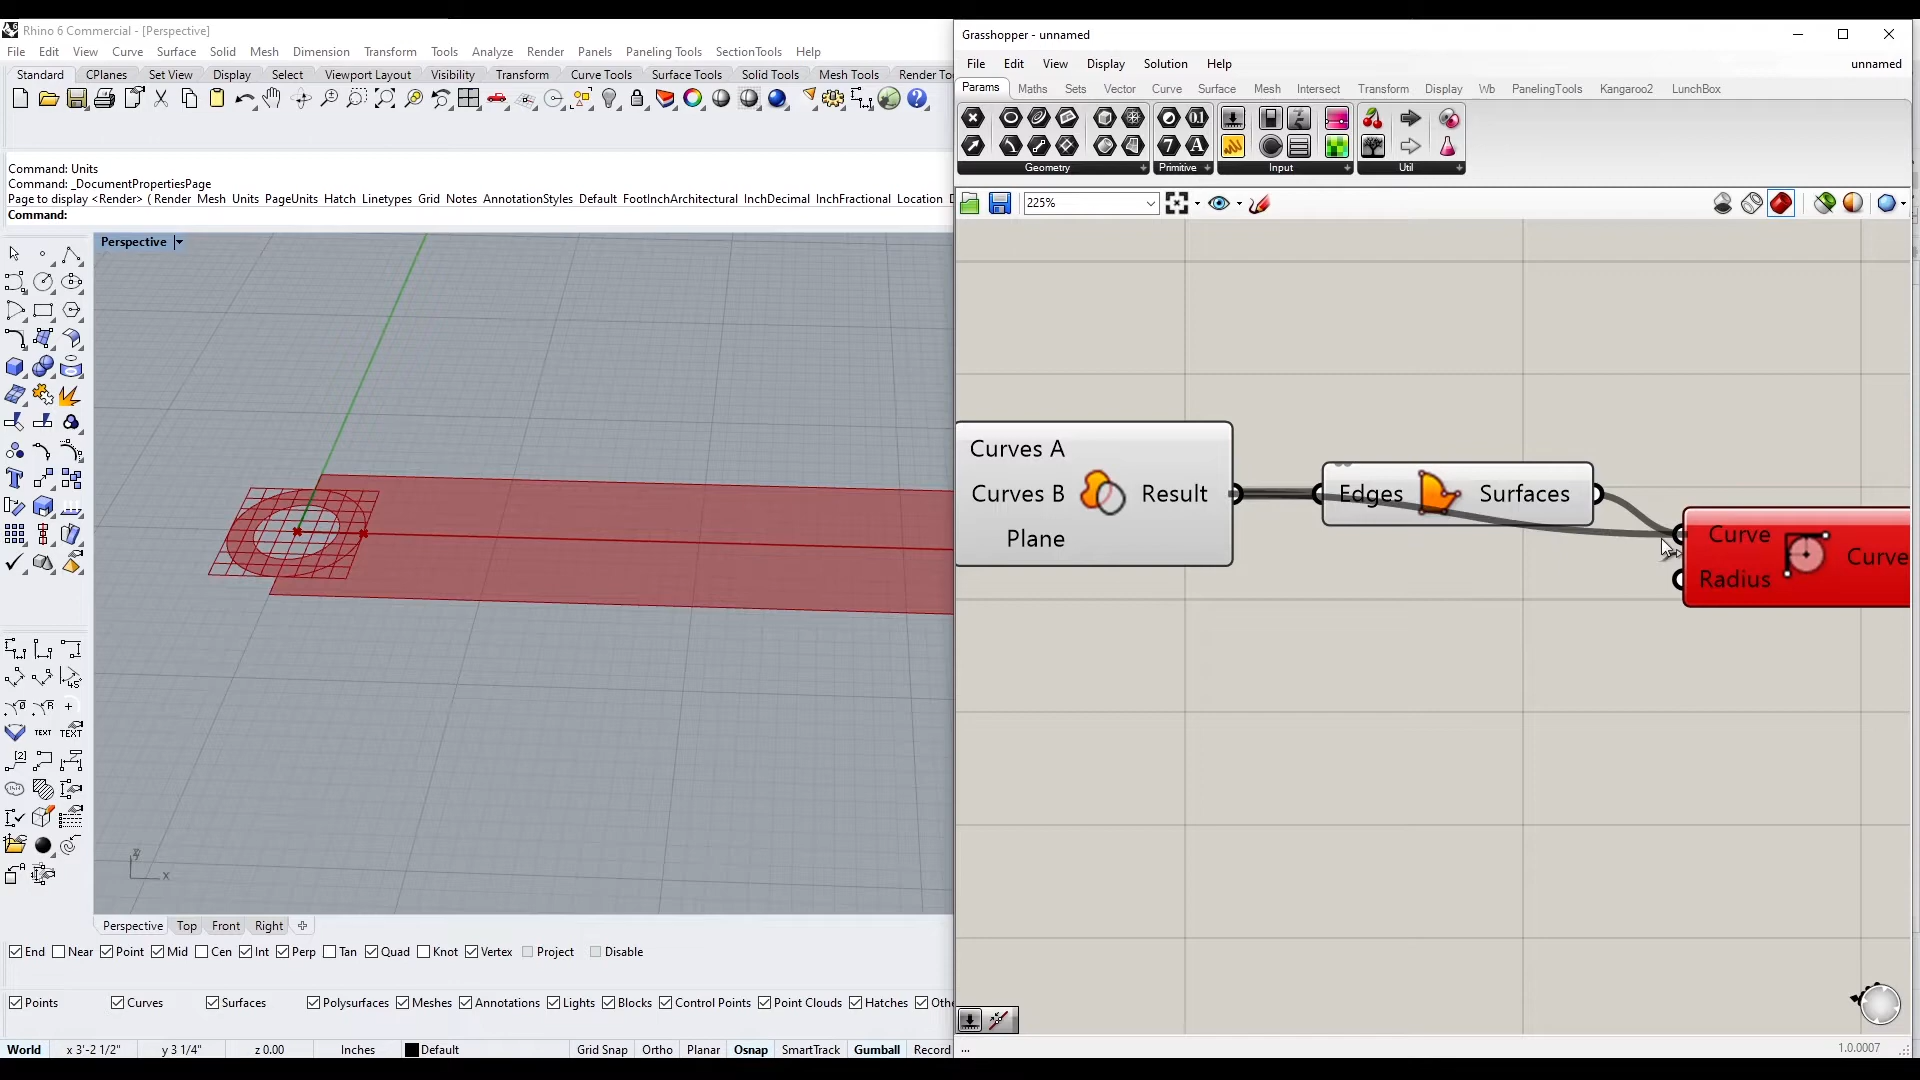 Rhino 6 Commercial - [Perspective]
File Edit View Curve Surface Solid Mesh Dimension Transform Tools Analyze Render Panels Paneling Tools SectionTools Help
Standard CPlanes Set View Display Select Viewport Layout Visibility Transform Curve Tools Surface Tools Solid Tools Mesh Tools Render Too
Command: Units
Command: _DocumentPropertiesPage
Page to display <Render> ( Render Mesh Units PageUnits Hatch Linetypes Grid Notes AnnotationStyles Default FootInchArchitectural InchDecimal InchFractional Location
Command:
Perspective
y
x
Perspective Top Front Right
End Near Point Mid Cen Int Perp Tan Quad Knot Vertex Project Disable
Points Curves Surfaces Polysurfaces Meshes Annotations Lights Blocks Control Points Point Clouds Hatches Othe
World x 3'-2 1/2" y 3 1/4" z 0.00 Inches Default Grid Snap Ortho Planar Osnap SmartTrack Gumball Record
Grasshopper - unnamed
File Edit View Display Solution Help unnamed
Params Maths Sets Vector Curve Surface Mesh Intersect Transform Display Wb PanelingTools Kangaroo2 LunchBox
Geometry Primitive Input Util
225%
Curves A
Curves B Result
Plane
Edges Surfaces
Curve
Radius
Curve
...
1.0.0007